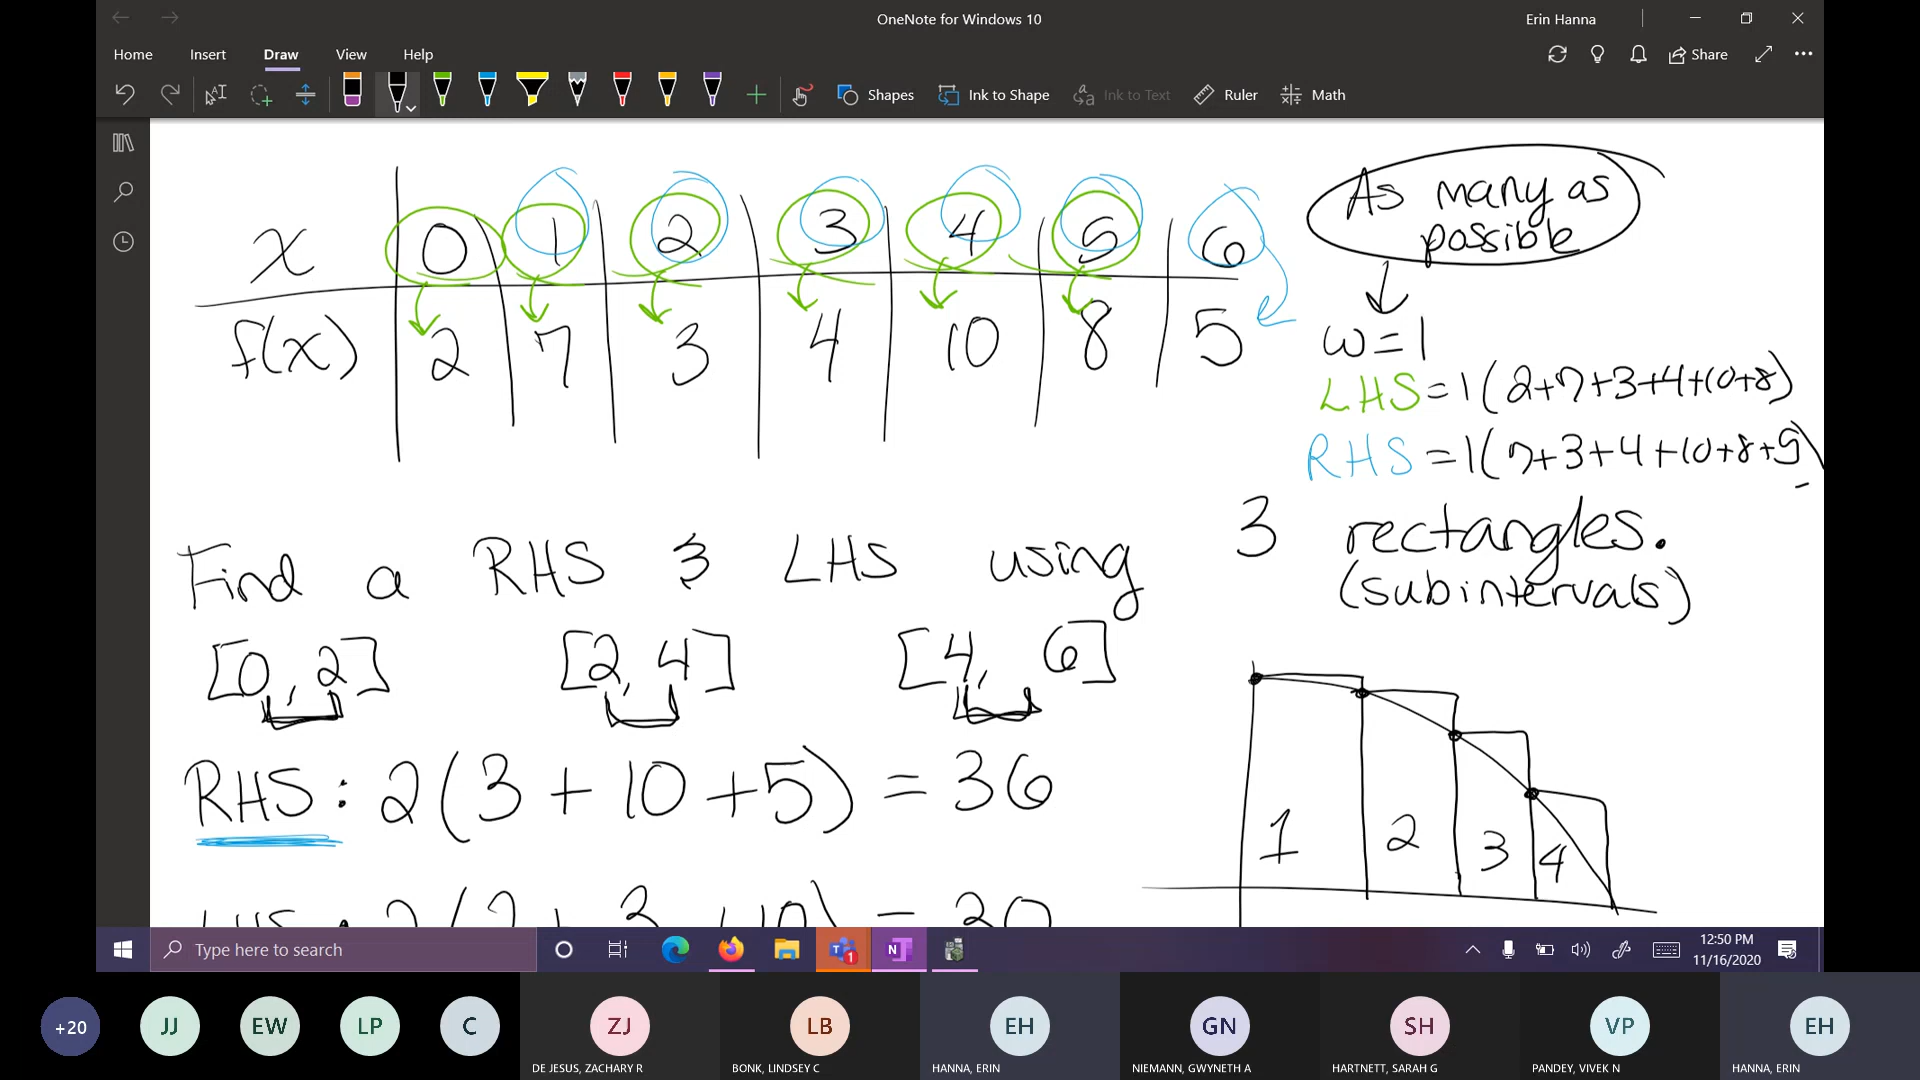 OneNote for Windows 10
Erin Hanna
Home Insert Draw View Help
Share
Shapes Ink to Shape Ink to Text Ruler Math
x 0 1 2 3 4 5 6
f(x) 2 7 3 4 10 8 5
As many as
possible
w=1
LHS=1(2+7+3+4+10+8)
RHS=1(7+3+4+10+8+5)
Find a RHS & LHS using 3 rectangles.
(subintervals)
[0, 2] [2, 4] [4, 6]
RHS: 2(3+10+5) = 36
1 2 3 4
LHS: 2(2+3+10) = 30
Type here to search
12:50 PM
11/16/2020
+20 JJ EW LP C ZJ LB EH GN SH VP EH
DE JESUS, ZACHARY R
BONK, LINDSEY C
HANNA, ERIN
NIEMANN, GWYNETH A
HARTNETT, SARAH G
PANDEY, VIVEK N
HANNA, ERIN